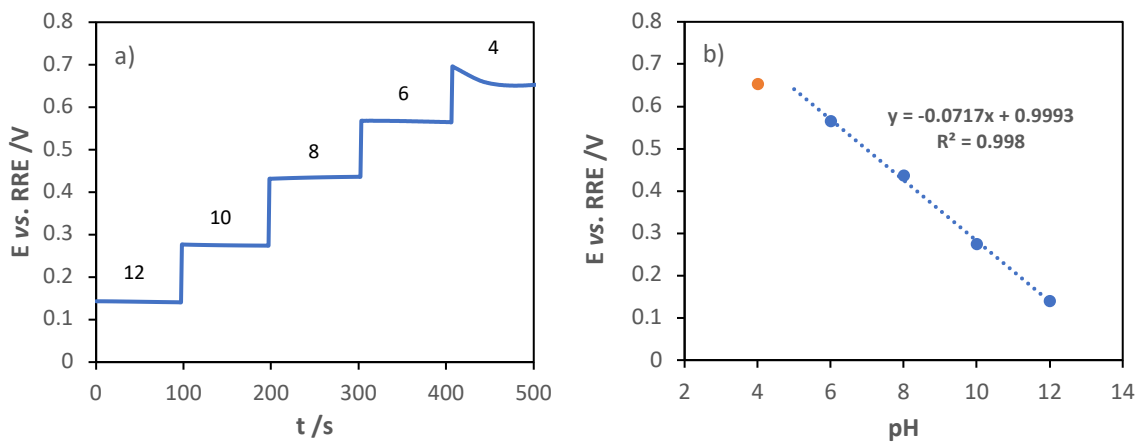 a)
E vs. RRE /V
0.8
0.7
0.6
0.5
0.4
0.3
0.2
0.1
0
12
10
8
6
4
0 100 200 300 400 500
t /s
b)
E vs. RRE /V
0.8
0.7
0.6
0.5
0.4
0.3
0.2
0.1
0
y = -0.0717x + 0.9993
R² = 0.998
2 4 6 8 10 12 14
pH